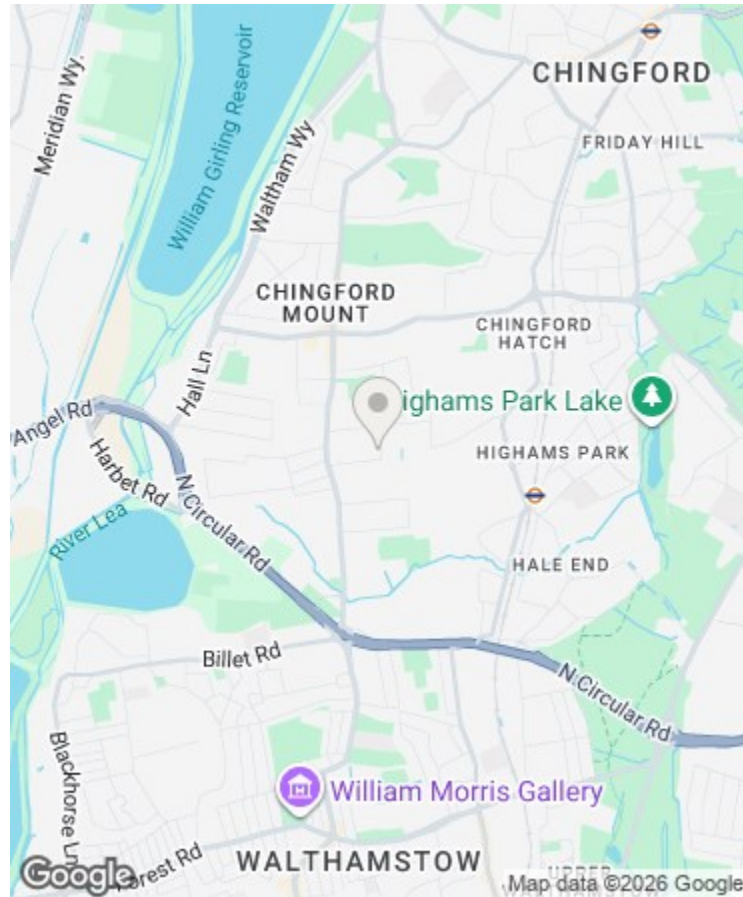 CHINGFORD
Meridian Wy.
William Girling Reservoir
Waltham Wy
FRIDAY HILL
CHINGFORD
MOUNT
CHINGFORD
HATCH
Hall Ln
ighams Park Lake
Angel Rd
Harbet Rd
HIGHAMS PARK
River Lea
N Circular Rd
HALE END
Billet Rd
N Circular Rd
Blackhorse Ln
William Morris Gallery
Forest Rd
WALTHAMSTOW
UPPER
WALTHAMSTOW
Google
Map data ©2026 Google